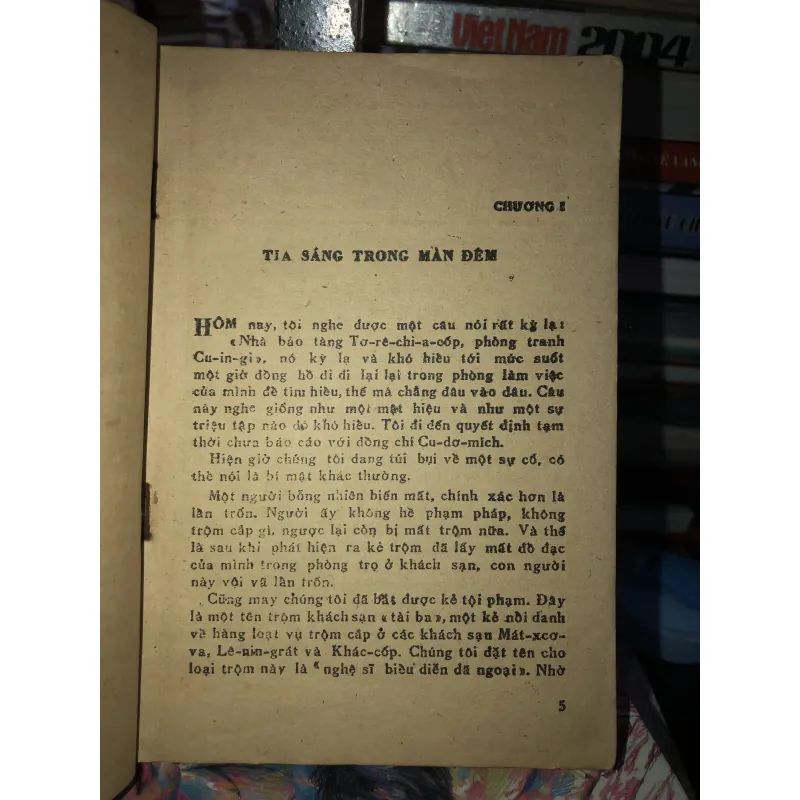 ViệtNam 2004
CHƯƠNG I
TIA SÁNG TRONG MÀN ĐÊM
HÔM nay, tôi nghe được một câu nói rất kỳ lạ:
«Nhà bảo tàng Tơ-rê-chi-a-cốp, phòng tranh
Cu-in-gi», nó kỳ lạ và khó hiểu tới mức suốt
một giờ đồng hồ đi đi lại lại trong phòng làm việc
của mình để tìm hiểu, thế mà chẳng đâu vào đâu. Câu
này nghe giống như một mật hiệu và như một sự
triệu tập nào đó khó hiểu. Tôi đi đến quyết định tạm
thời chưa báo cáo với đồng chí Cu-dơ-mích.
Hiện giờ chúng tôi đang túi bụi về một sự cố, có
thể nói là bí mật khác thường.
Một người bỗng nhiên biến mất, chính xác hơn là
lần trốn. Người ấy không hề phạm pháp, không
trộm cắp gì, ngược lại còn bị mất trộm nữa. Và thế
là sau khi phát hiện ra kẻ trộm đã lấy mất đồ đạc
của mình trong phòng trọ ở khách sạn, con người
này vội vã lần trốn.
Cũng may chúng tôi đã bắt được kẻ tội phạm. Đây
là một tên trộm khách sạn «tài ba», một kẻ nổi danh
về hàng loạt vụ trộm cắp ở các khách sạn Mát-xcơ-
va, Lê-nin-grát và Khác-cốp. Chúng tôi đặt tên cho
loại trộm này là «nghệ sĩ biểu diễn dã ngoại». Nhờ
5